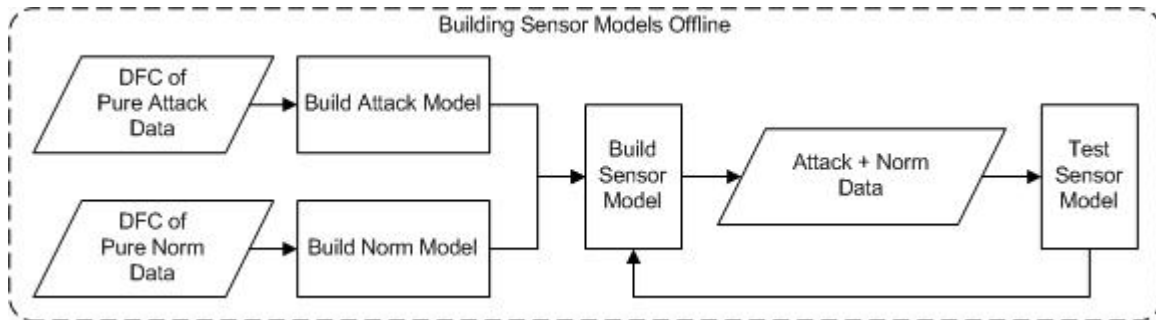 Building Sensor Models Offline
DFC of
Pure Attack
Data
Build Attack Model
DFC of
Pure Norm
Data
Build Norm Model
Build
Sensor
Model
Attack + Norm
Data
Test
Sensor
Model